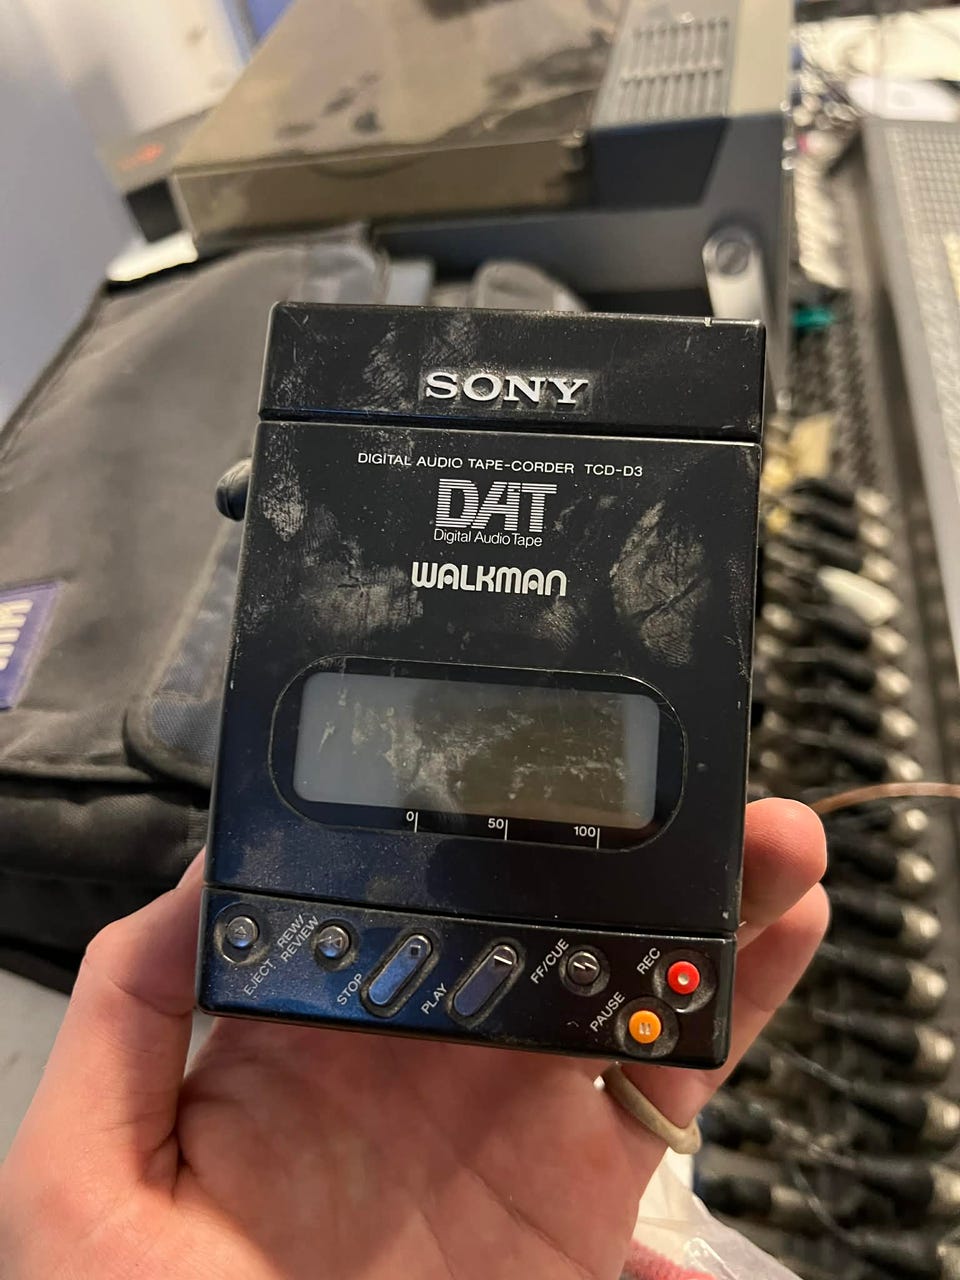 SONY
DIGITAL AUDIO TAPE-CORDER TCD-D3
DAT
Digital Audio Tape
WALKMAN
0 50 100
EJECT
REW/
REVIEW
STOP
PLAY
FF/CUE
REC
PAUSE